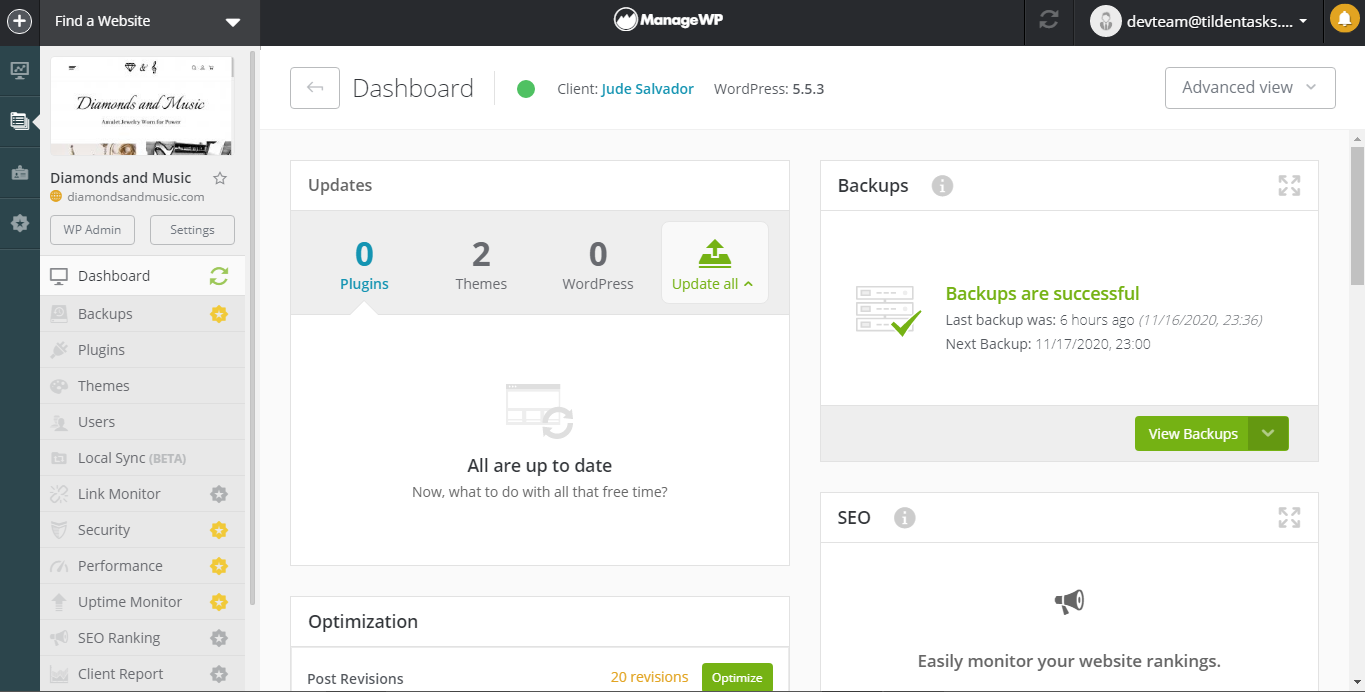 Find a Website
ManageWP
devteam@tildentasks....
& 
Diamonds and Music
Amulet Jewelry Worn for Power
Diamonds and Music
diamondsandmusic.com
WP Admin
Settings
Dashboard
Backups
Plugins
Themes
Users
Local Sync (BETA)
Link Monitor
Security
Performance
Uptime Monitor
SEO Ranking
Client Report
Dashboard
Client: Jude Salvador
WordPress: 5.5.3
Advanced view
Updates
0 2 0
Plugins Themes WordPress Update all
All are up to date
Now, what to do with all that free time?
Optimization
Post Revisions 20 revisions Optimize
Backups
Backups are successful
Last backup was: 6 hours ago (11/16/2020, 23:36)
Next Backup: 11/17/2020, 23:00
View Backups
SEO
Easily monitor your website rankings.